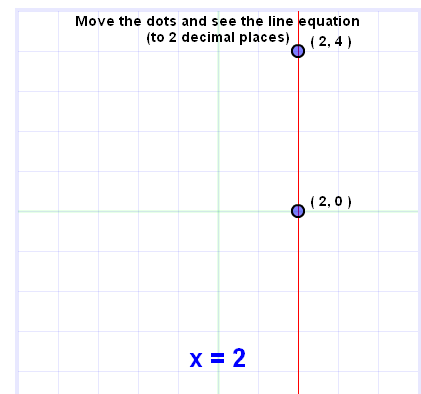 Move the dots and see the line equation
(to 2 decimal places)
( 2, 4 )
( 2, 0 )
x = 2